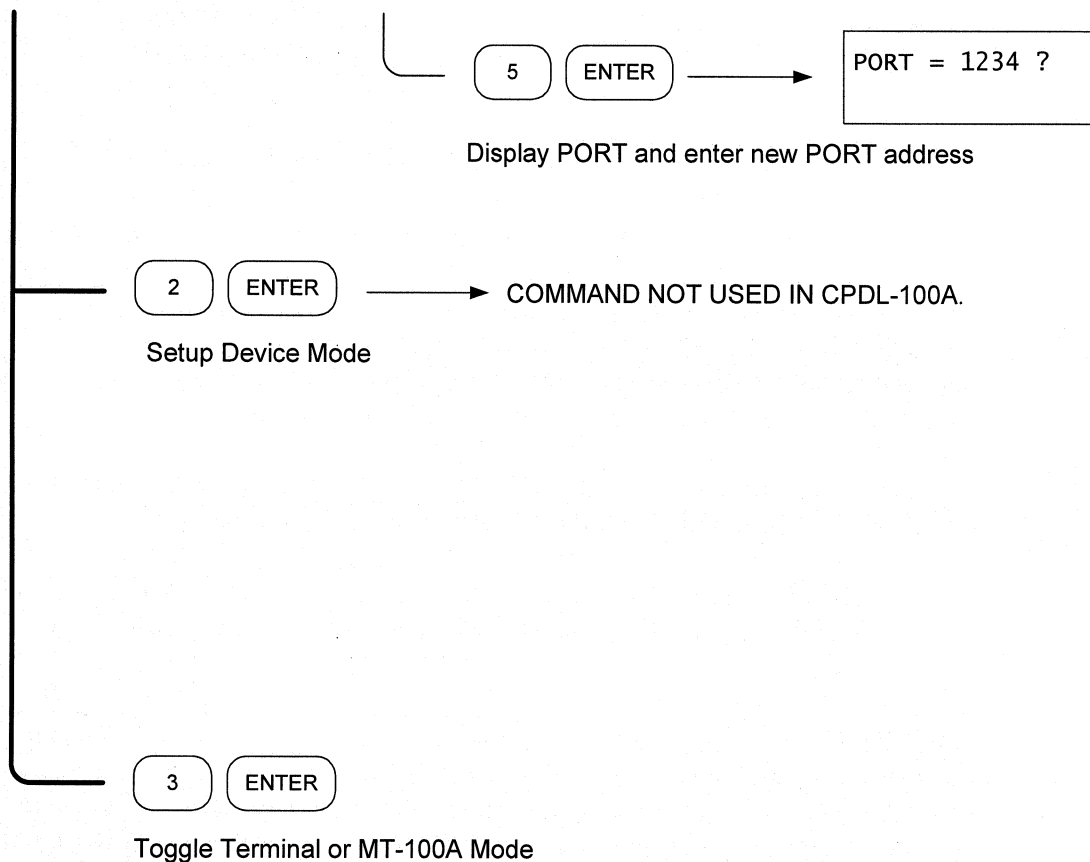 5 ENTER PORT = 1234 ?
Display PORT and enter new PORT address
2 ENTER COMMAND NOT USED IN CPDL-100A.
Setup Device Mode
3 ENTER
Toggle Terminal or MT-100A Mode